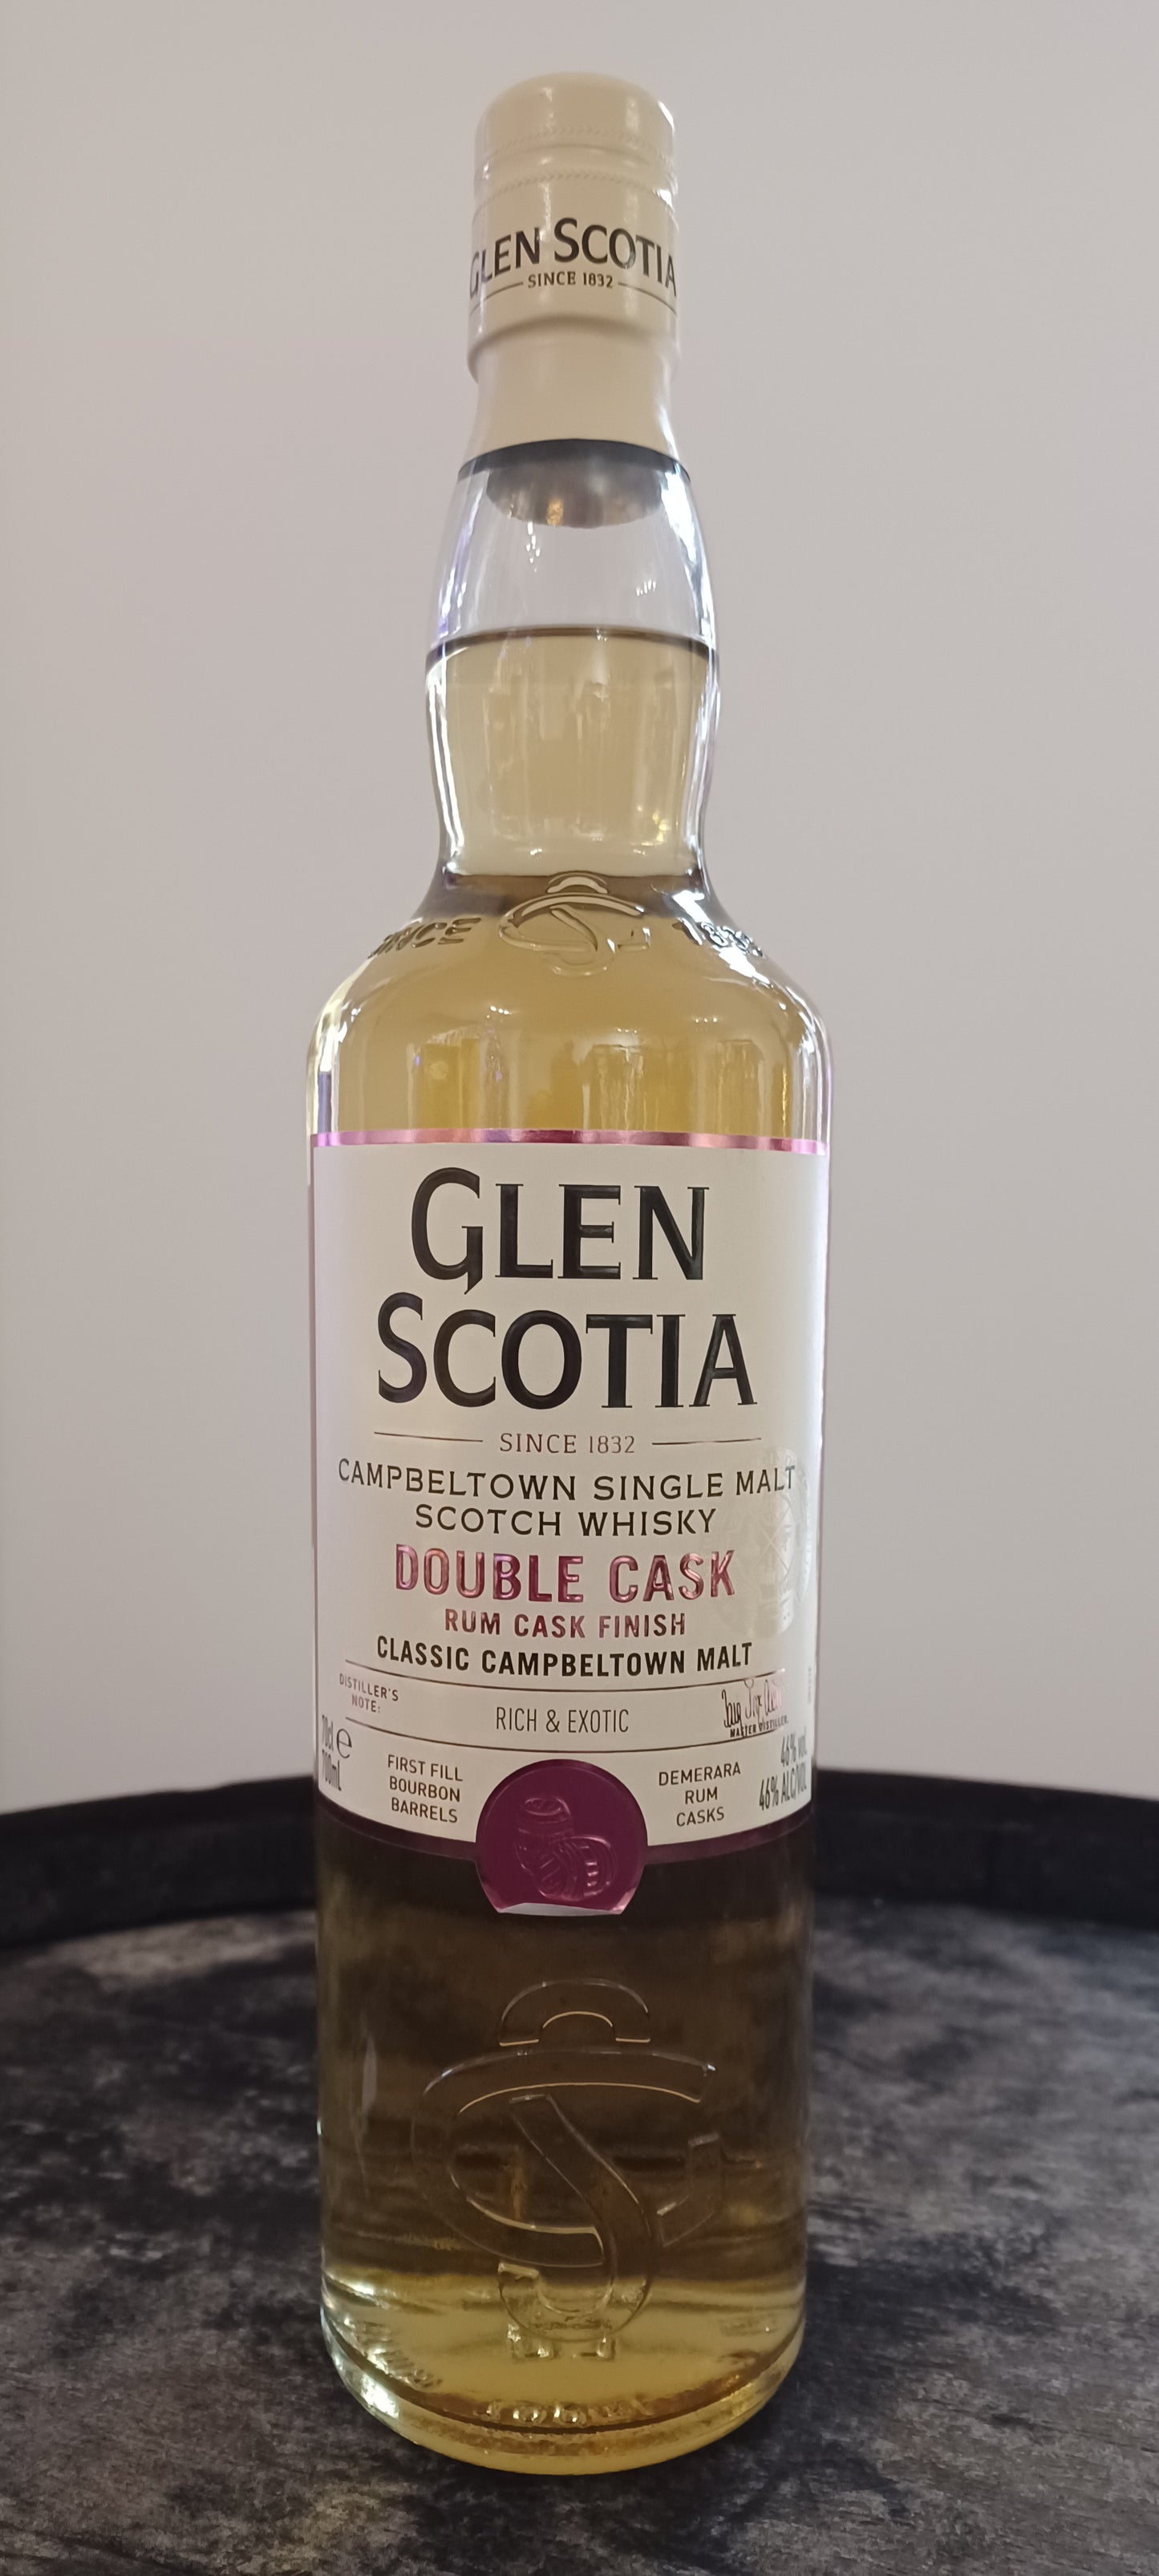 GLEN SCOTIA
SINCE 1832
SINCE
GLEN
SCOTIA
SINCE 1832
CAMPBELTOWN SINGLE MALT
SCOTCH WHISKY
DOUBLE CASK
RUM CASK FINISH
CLASSIC CAMPBELTOWN MALT
DISTILLER'S
NOTE:
RICH & EXOTIC
MASTER DISTILLER
70cl e
700mL
FIRST FILL
BOURBON
BARRELS
DEMERARA
RUM
CASKS
46% vol
46% ALC/VOL